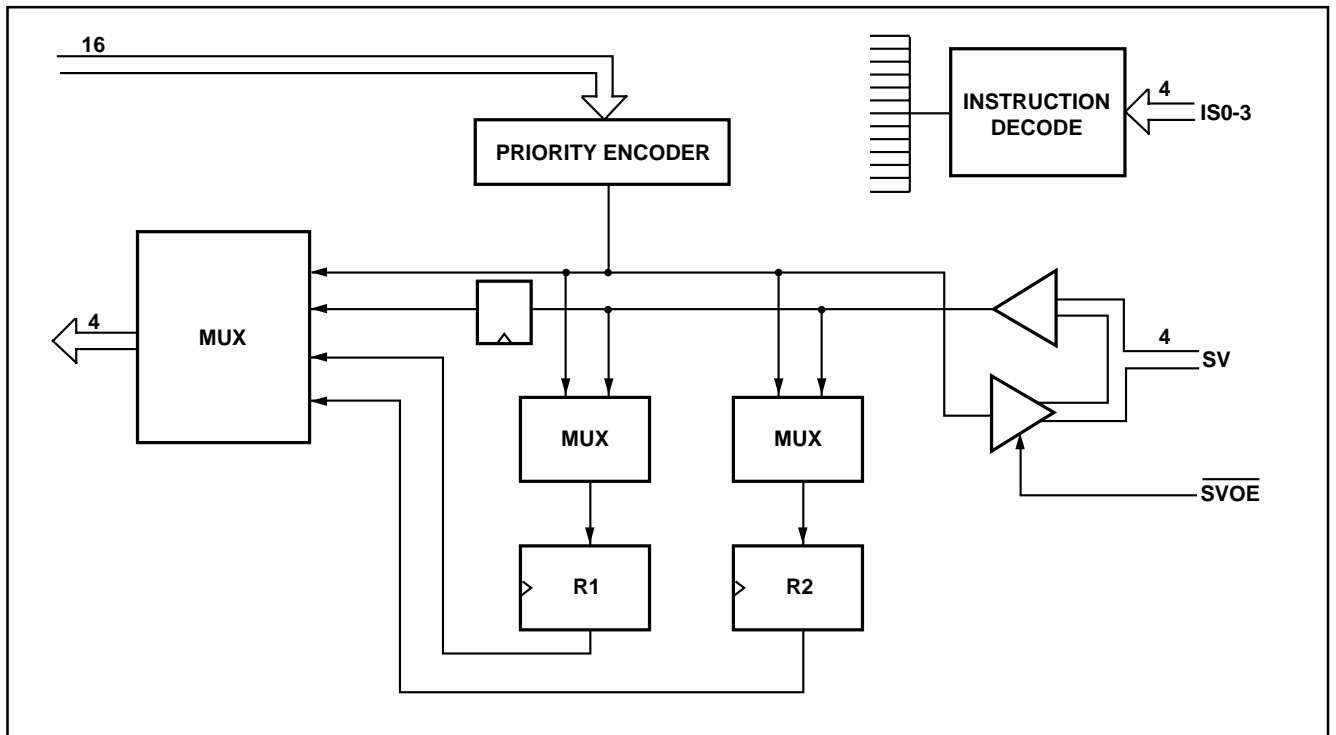 16
PRIORITY ENCODER
INSTRUCTION
DECODE
4
IS0-3
4
MUX
4
SV
MUX
MUX
SVOE
R1
R2